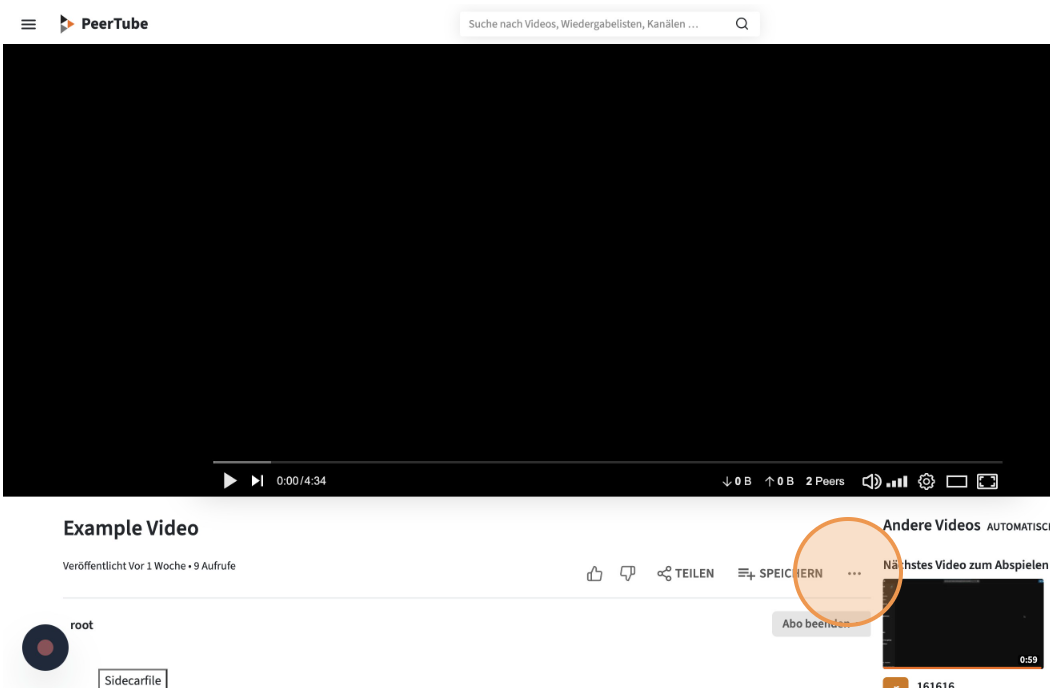 PeerTube
Suche nach Videos, Wiedergabelisten, Kanälen …
0:00/4:34
0 B
0 B
2 Peers
Example Video
Veröffentlicht Vor 1 Woche • 9 Aufrufe
TEILEN
SPEICHERN
Andere Videos
AUTOMATISCH
Nächstes Video zum Abspielen
root
Abo beenden
0:59
161616
Sidecarfile